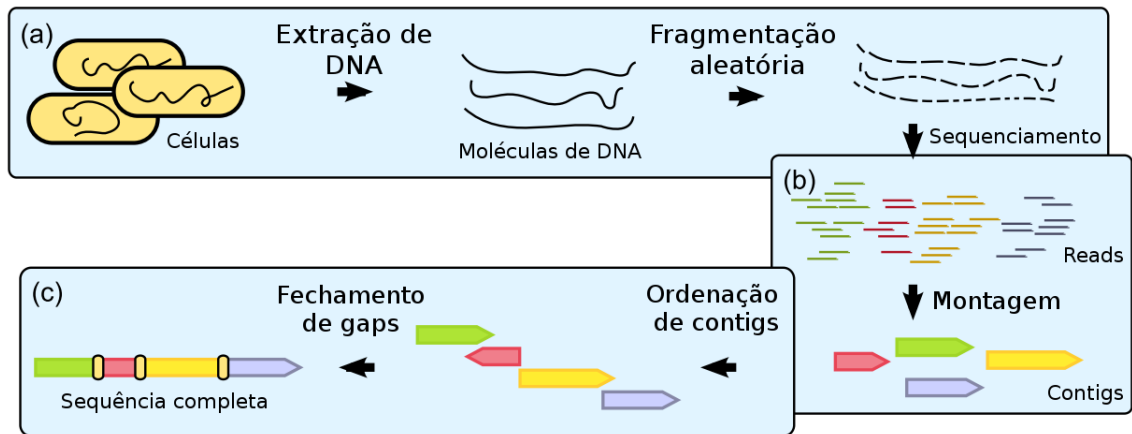 (a)
Extração de
DNA
Fragmentação
aleatória
Células
Moléculas de DNA
Sequenciamento
(b)
Reads
Montagem
Contigs
(c)
Ordenação
de contigs
Fechamento
de gaps
Sequência completa